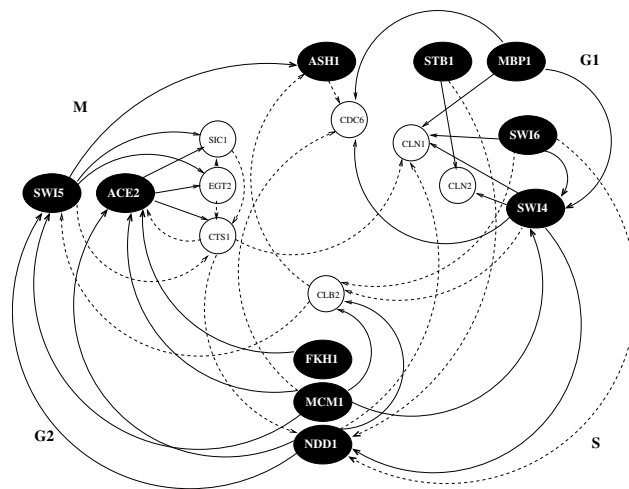 ASH1
STB1
MBP1
G1
M
CDC6
SIC1
CLN1
SWI6
EGT2
CLN2
SWI5
ACE2
SWI4
CTS1
CLB2
FKH1
MCM1
G2
NDD1
S